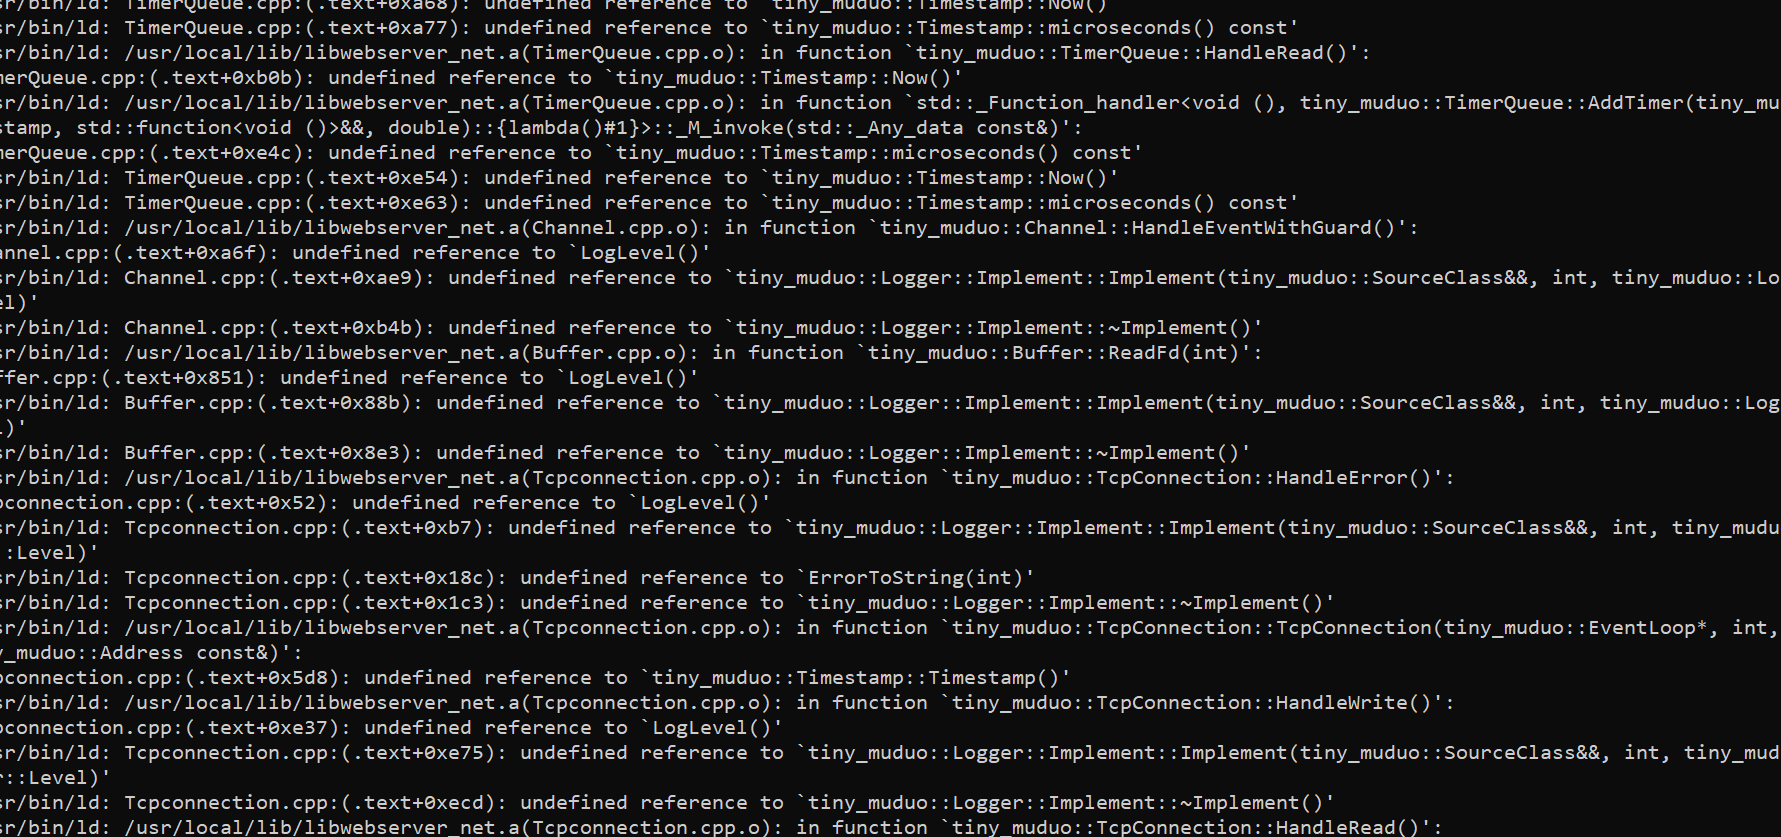 sr/bin/ld: TimerQueue.cpp:(.text+0xa68): undefined reference to `tiny_muduo::Timestamp::Now()'
sr/bin/ld: TimerQueue.cpp:(.text+0xa77): undefined reference to `tiny_muduo::Timestamp::microseconds() const'
sr/bin/ld: /usr/local/lib/libwebserver_net.a(TimerQueue.cpp.o): in function `tiny_muduo::TimerQueue::HandleRead()':
merQueue.cpp:(.text+0xb0b): undefined reference to `tiny_muduo::Timestamp::Now()'
sr/bin/ld: /usr/local/lib/libwebserver_net.a(TimerQueue.cpp.o): in function `std::_Function_handler<void (), tiny_muduo::TimerQueue::AddTimer(tiny_mu
stamp, std::function<void ()>&&, double)::{lambda()#1}>::_M_invoke(std::_Any_data const&)':
merQueue.cpp:(.text+0xe4c): undefined reference to `tiny_muduo::Timestamp::microseconds() const'
sr/bin/ld: TimerQueue.cpp:(.text+0xe54): undefined reference to `tiny_muduo::Timestamp::Now()'
sr/bin/ld: TimerQueue.cpp:(.text+0xe63): undefined reference to `tiny_muduo::Timestamp::microseconds() const'
sr/bin/ld: /usr/local/lib/libwebserver_net.a(Channel.cpp.o): in function `tiny_muduo::Channel::HandleEventWithGuard()':
annel.cpp:(.text+0xa6f): undefined reference to `LogLevel()'
sr/bin/ld: Channel.cpp:(.text+0xae9): undefined reference to `tiny_muduo::Logger::Implement::Implement(tiny_muduo::SourceClass&&, int, tiny_muduo::Lo
el)'
sr/bin/ld: Channel.cpp:(.text+0xb4b): undefined reference to `tiny_muduo::Logger::Implement::~Implement()'
sr/bin/ld: /usr/local/lib/libwebserver_net.a(Buffer.cpp.o): in function `tiny_muduo::Buffer::ReadFd(int)':
ffer.cpp:(.text+0x851): undefined reference to `LogLevel()'
sr/bin/ld: Buffer.cpp:(.text+0x88b): undefined reference to `tiny_muduo::Logger::Implement::Implement(tiny_muduo::SourceClass&&, int, tiny_muduo::Log
l)'
sr/bin/ld: Buffer.cpp:(.text+0x8e3): undefined reference to `tiny_muduo::Logger::Implement::~Implement()'
sr/bin/ld: /usr/local/lib/libwebserver_net.a(Tcpconnection.cpp.o): in function `tiny_muduo::TcpConnection::HandleError()':
pconnection.cpp:(.text+0x52): undefined reference to `LogLevel()'
sr/bin/ld: Tcpconnection.cpp:(.text+0xb7): undefined reference to `tiny_muduo::Logger::Implement::Implement(tiny_muduo::SourceClass&&, int, tiny_mudu
::Level)'
sr/bin/ld: Tcpconnection.cpp:(.text+0x18c): undefined reference to `ErrorToString(int)'
sr/bin/ld: Tcpconnection.cpp:(.text+0x1c3): undefined reference to `tiny_muduo::Logger::Implement::~Implement()'
sr/bin/ld: /usr/local/lib/libwebserver_net.a(Tcpconnection.cpp.o): in function `tiny_muduo::TcpConnection::TcpConnection(tiny_muduo::EventLoop*, int,
y_muduo::Address const&)':
pconnection.cpp:(.text+0x5d8): undefined reference to `tiny_muduo::Timestamp::Timestamp()'
sr/bin/ld: /usr/local/lib/libwebserver_net.a(Tcpconnection.cpp.o): in function `tiny_muduo::TcpConnection::HandleWrite()':
pconnection.cpp:(.text+0xe37): undefined reference to `LogLevel()'
sr/bin/ld: Tcpconnection.cpp:(.text+0xe75): undefined reference to `tiny_muduo::Logger::Implement::Implement(tiny_muduo::SourceClass&&, int, tiny_mud
r::Level)'
sr/bin/ld: Tcpconnection.cpp:(.text+0xecd): undefined reference to `tiny_muduo::Logger::Implement::~Implement()'
sr/bin/ld: /usr/local/lib/libwebserver_net.a(Tcpconnection.cpp.o): in function `tiny_muduo::TcpConnection::HandleRead()':